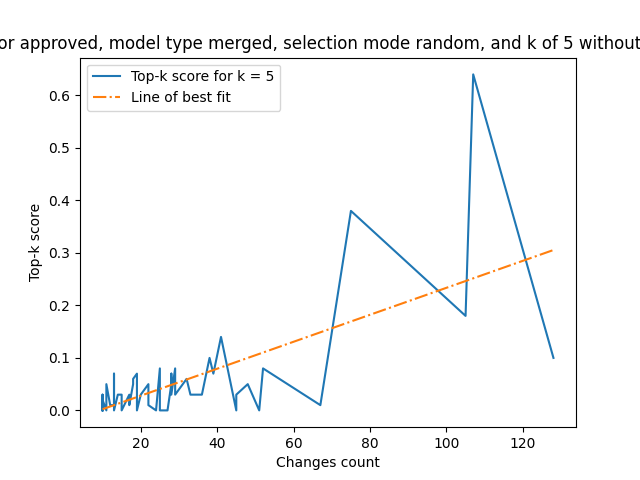 or approved, model type merged, selection mode random, and k of 5 without
Top-k score for k = 5
Line of best fit
0.6
0.5
0.4
0.3
0.2
0.1
0.0
Top-k score
20 40 60 80 100 120
Changes count